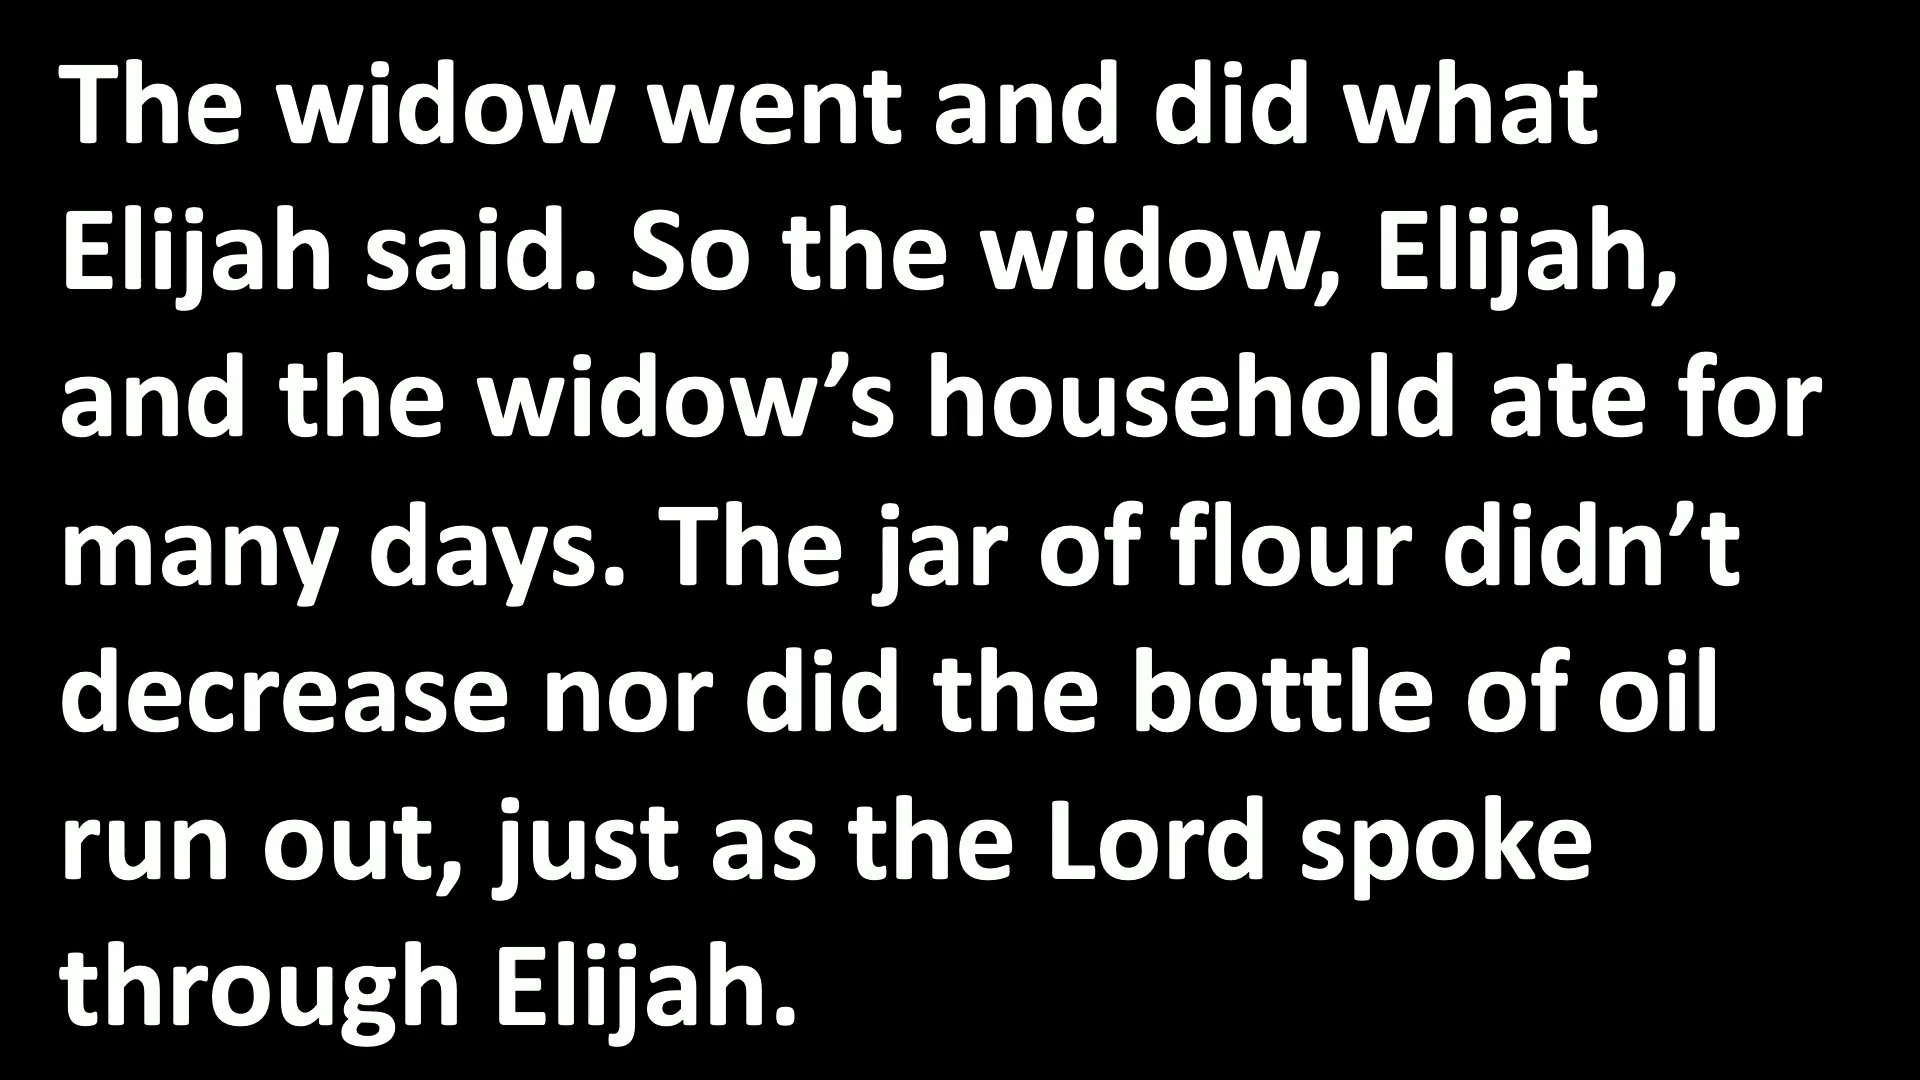 The widow went and did what
Elijah said. So the widow, Elijah,
and the widow’s household ate for
many days. The jar of flour didn’t
decrease nor did the bottle of oil
run out, just as the Lord spoke
through Elijah.